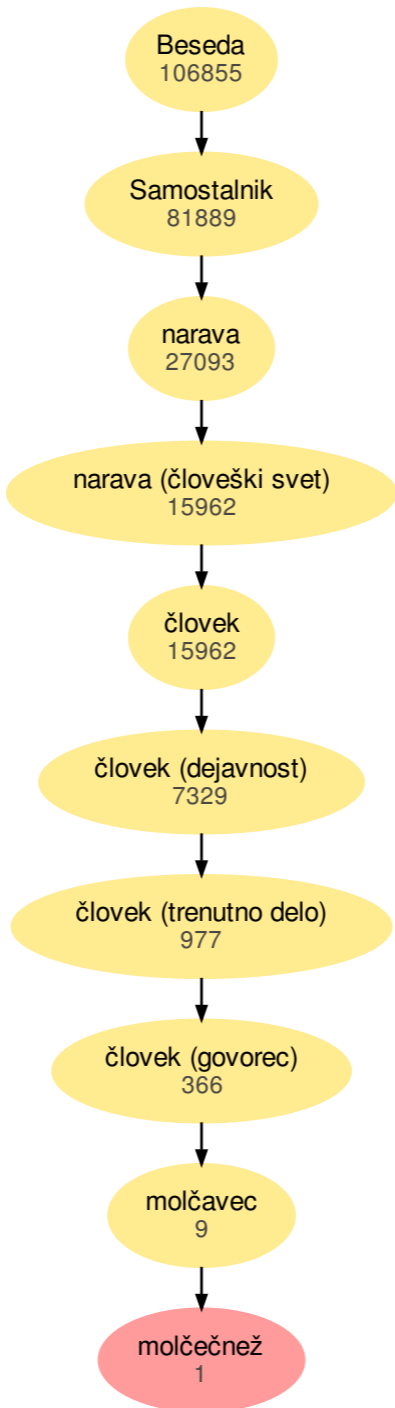 Beseda
106855
Samostalnik
81889
narava
27093
narava (človeški svet)
15962
človek
15962
človek (dejavnost)
7329
človek (trenutno delo)
977
človek (govorec)
366
molčavec
9
molčečnež
1